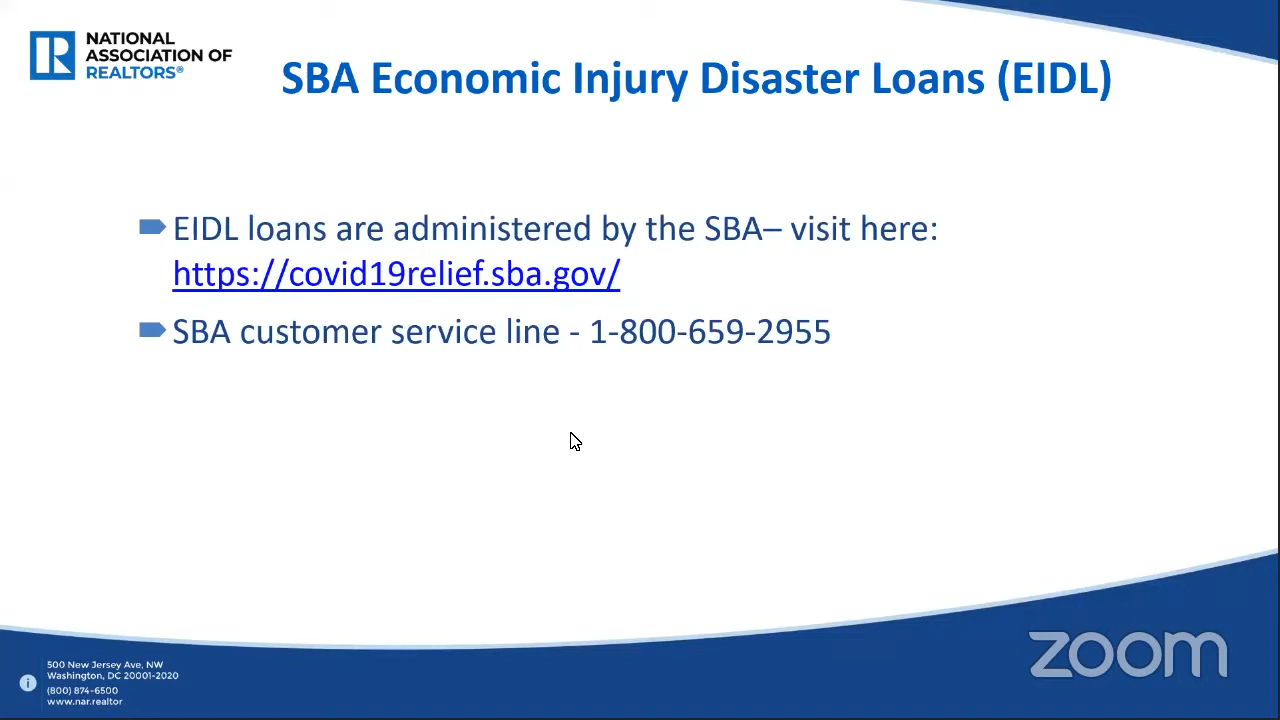 NATIONAL
ASSOCIATION OF
REALTORS®
SBA Economic Injury Disaster Loans (EIDL)
EIDL loans are administered by the SBA– visit here:
https://covid19relief.sba.gov/
SBA customer service line - 1-800-659-2955
500 New Jersey Ave, NW
Washington, DC 20001-2020
(800) 874-6500
www.nar.realtor
zoom